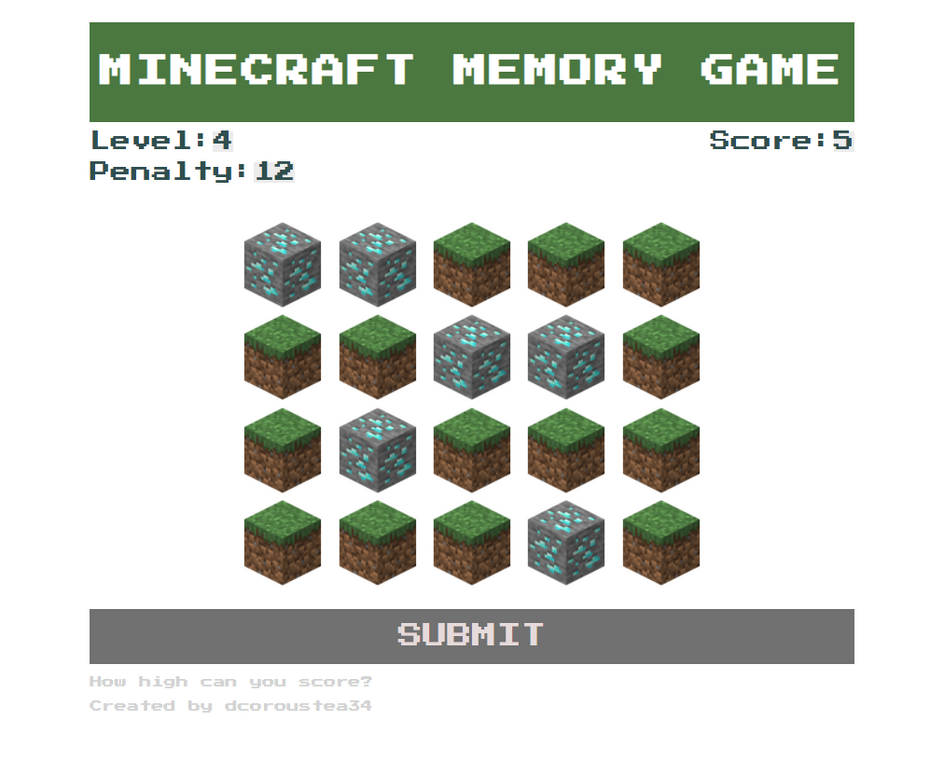 MINECRAFT MEMORY GAME
Level:4 Score:5
Penalty:12
SUBMIT
How high can you score?
Created by dcoroustea34